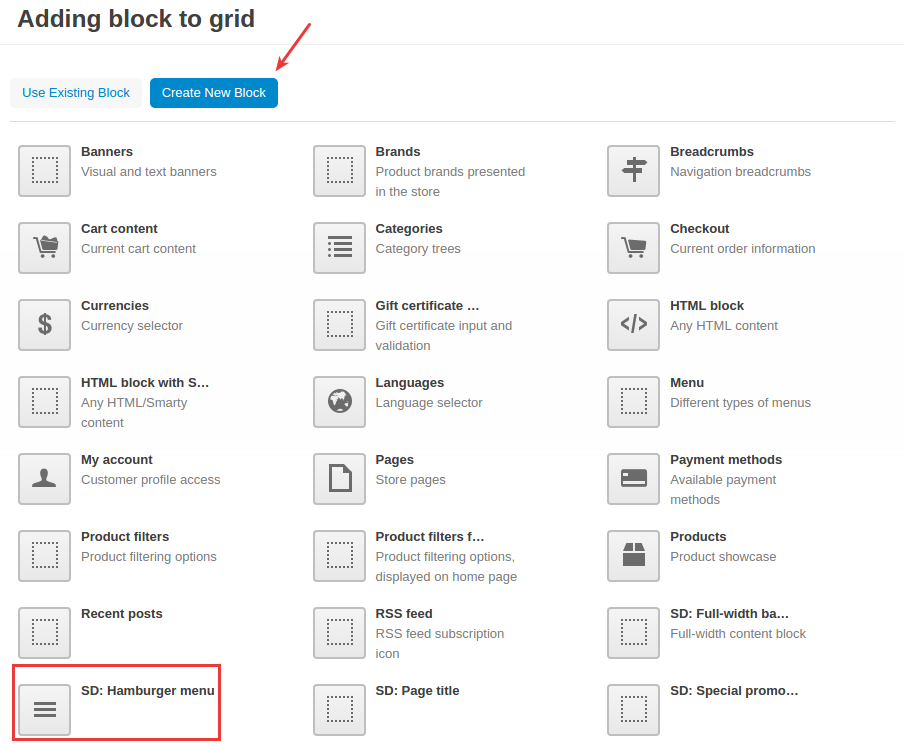 Adding block to grid
Use Existing Block
Create New Block
Banners
Visual and text banners
Brands
Product brands presented
in the store
Breadcrumbs
Navigation breadcrumbs
Cart content
Current cart content
Categories
Category trees
Checkout
Current order information
Currencies
Currency selector
Gift certificate ...
Gift certificate input and
validation
HTML block
Any HTML content
HTML block with S...
Any HTML/Smarty
content
Languages
Language selector
Menu
Different types of menus
My account
Customer profile access
Pages
Store pages
Payment methods
Available payment
methods
Product filters
Product filtering options
Product filters f...
Product filtering options,
displayed on home page
Products
Product showcase
Recent posts
RSS feed
RSS feed subscription
icon
SD: Full-width ba...
Full-width content block
SD: Hamburger menu
SD: Page title
SD: Special promo...